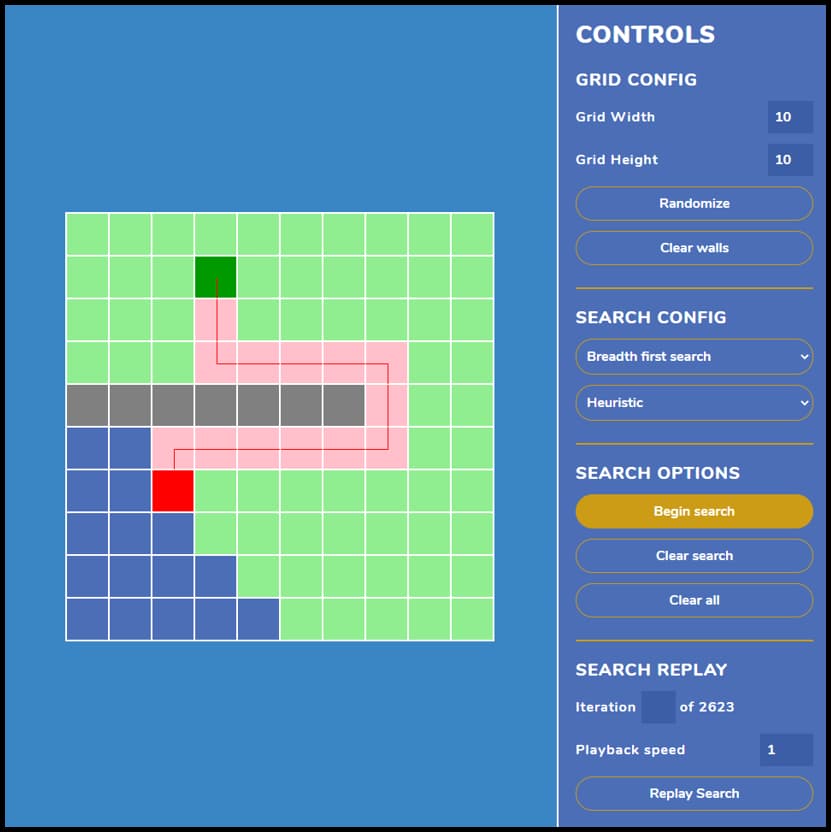 CONTROLS
GRID CONFIG
Grid Width 10
Grid Height 10
Randomize
Clear walls
SEARCH CONFIG
Breadth first search
Heuristic
SEARCH OPTIONS
Begin search
Clear search
Clear all
SEARCH REPLAY
Iteration of 2623
Playback speed 1
Replay Search